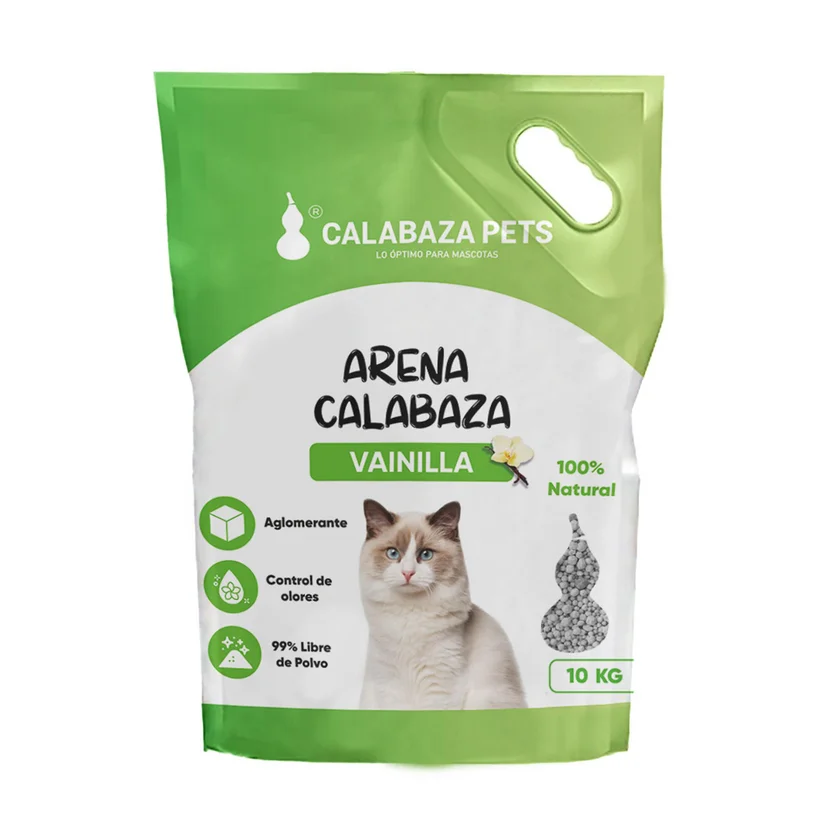 ® CALABAZA PETS
LO ÓPTIMO PARA MASCOTAS
ARENA
CALABAZA
VAINILLA
100%
Natural
Aglomerante
Control de
olores
99% Libre
de Polvo
10 KG